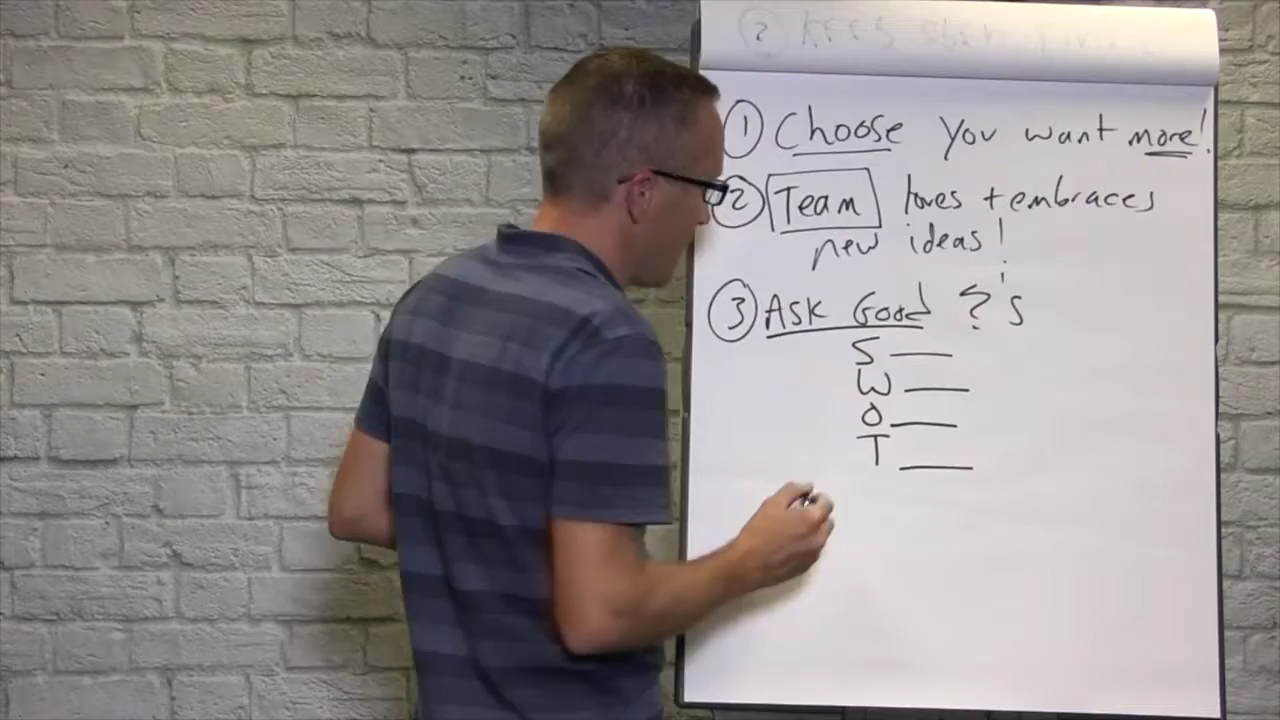 ① Choose you want more!
② Team loves + embraces
new ideas!
③ Ask Good ?'s
S
W
O
T